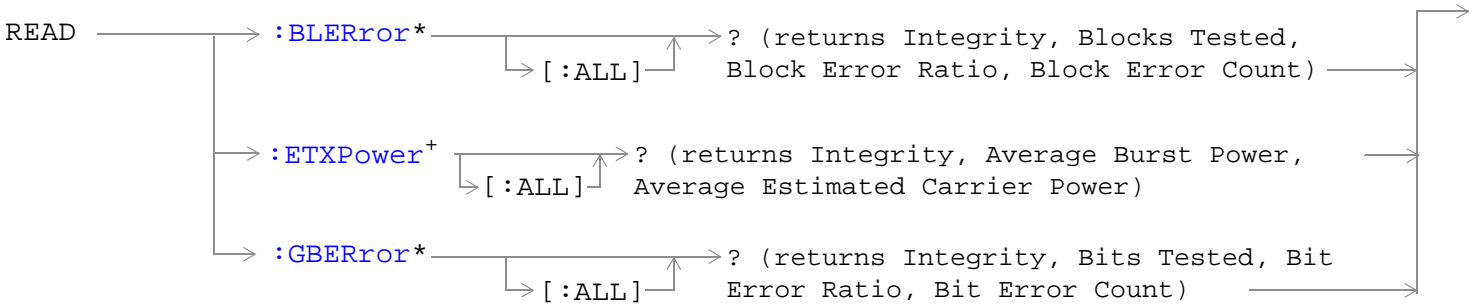 READ :BLERror* ? (returns Integrity, Blocks Tested,
[:ALL] Block Error Ratio, Block Error Count)
:ETXPower+ ? (returns Integrity, Average Burst Power,
[:ALL] Average Estimated Carrier Power)
:GBERror* ? (returns Integrity, Bits Tested, Bit
[:ALL] Error Ratio, Bit Error Count)